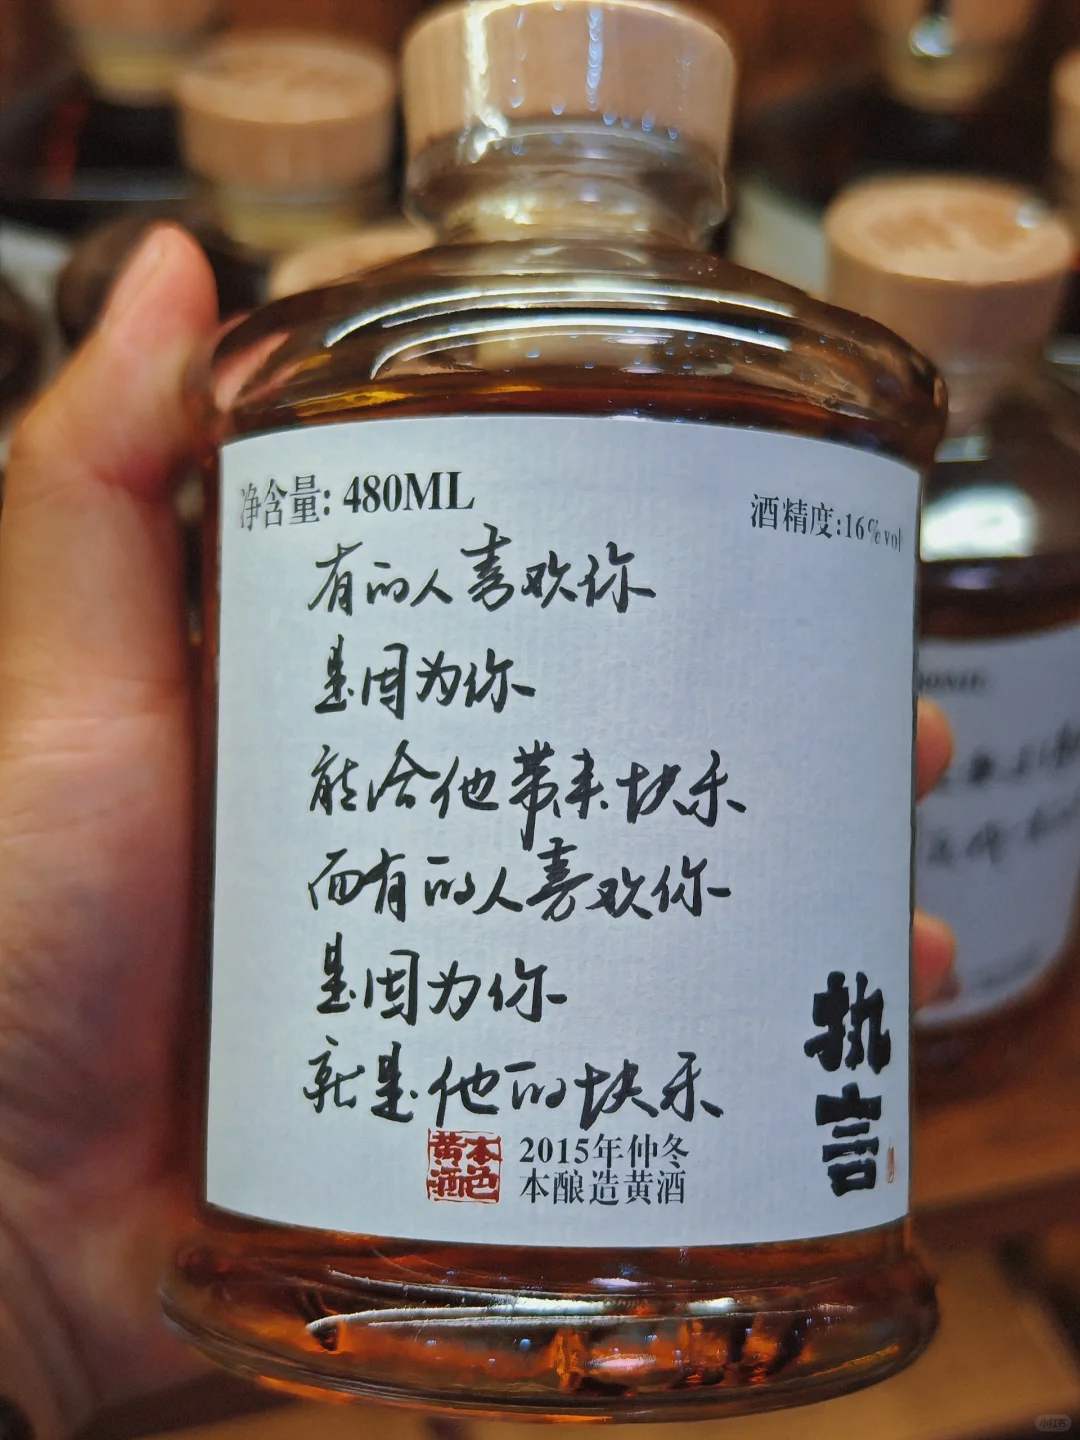 净含量: 480ML
酒精度:16%vol
有的人喜欢你
是因为你
能给他带来快乐
而有的人喜欢你
是因为你
就是他的快乐
执言
本色黄酒
2015年仲冬
本酿造黄酒
小红书